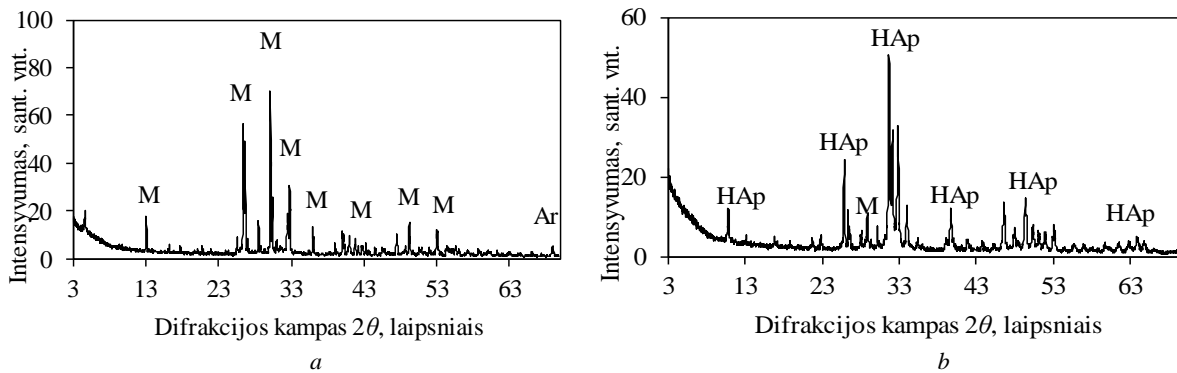 Intensyvumas, sant. vnt.
100
80
60
40
20
0
M
M
M
M
M
M
M
M
Ar
3
13
23
33
43
53
63
Difrakcijos kampas 2θ, laipsniais
a
Intensyvumas, sant. vnt.
60
40
20
0
HAp
HAp
M
HAp
HAp
HAp
HAp
3
13
23
33
43
53
63
Difrakcijos kampas 2θ, laipsniais
b